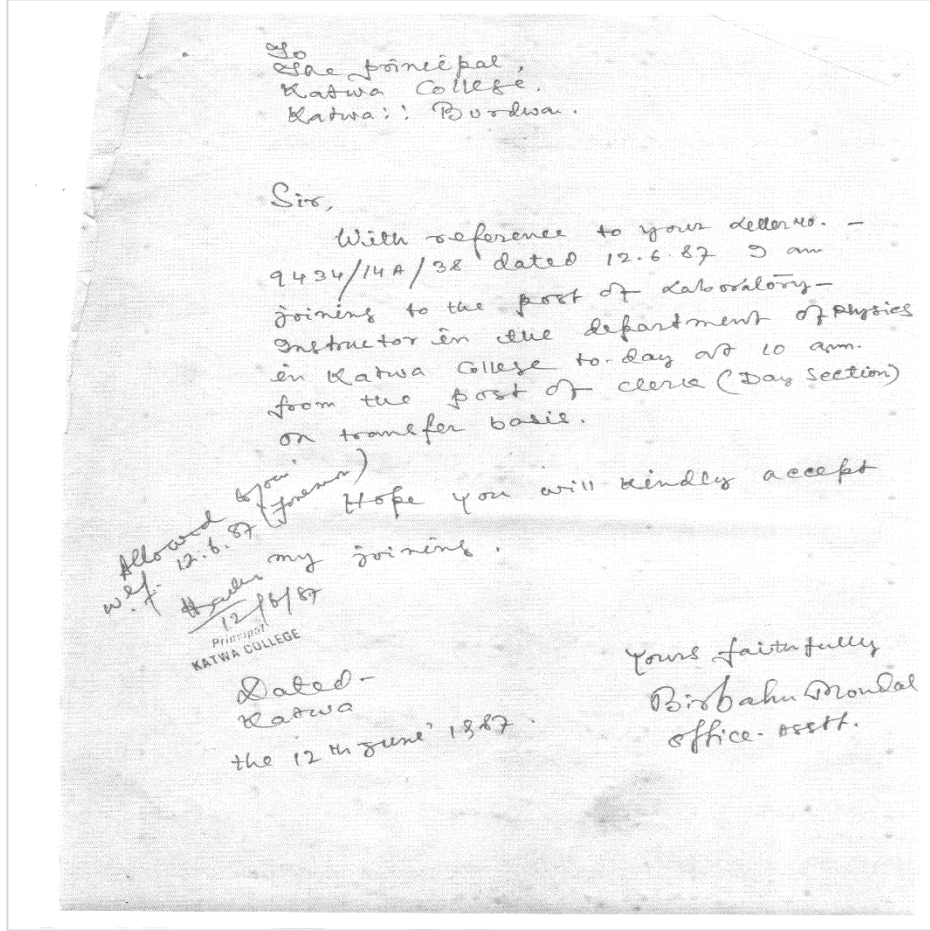 To
The principal,
Katwa College.
Katwa:: Burdwan.
Sir,
With reference to your Letter No. -
9434/14A/38 dated 12.6.87 I am
joining to the post of Laboratory-
Instructor in the department of Physics
in Katwa College to-day at 10 a.m.
from the post of clerk (Day Section)
on transfer basis.
Hope you will kindly accept
my joining.
Allowed
w.e.f. 12.6.87 (forenoon)
12/6/87
Principal
KATWA COLLEGE
Yours faithfully
Birbahu Mondal
office-Asstt.
Dated-
Katwa
the 12th June' 1987.